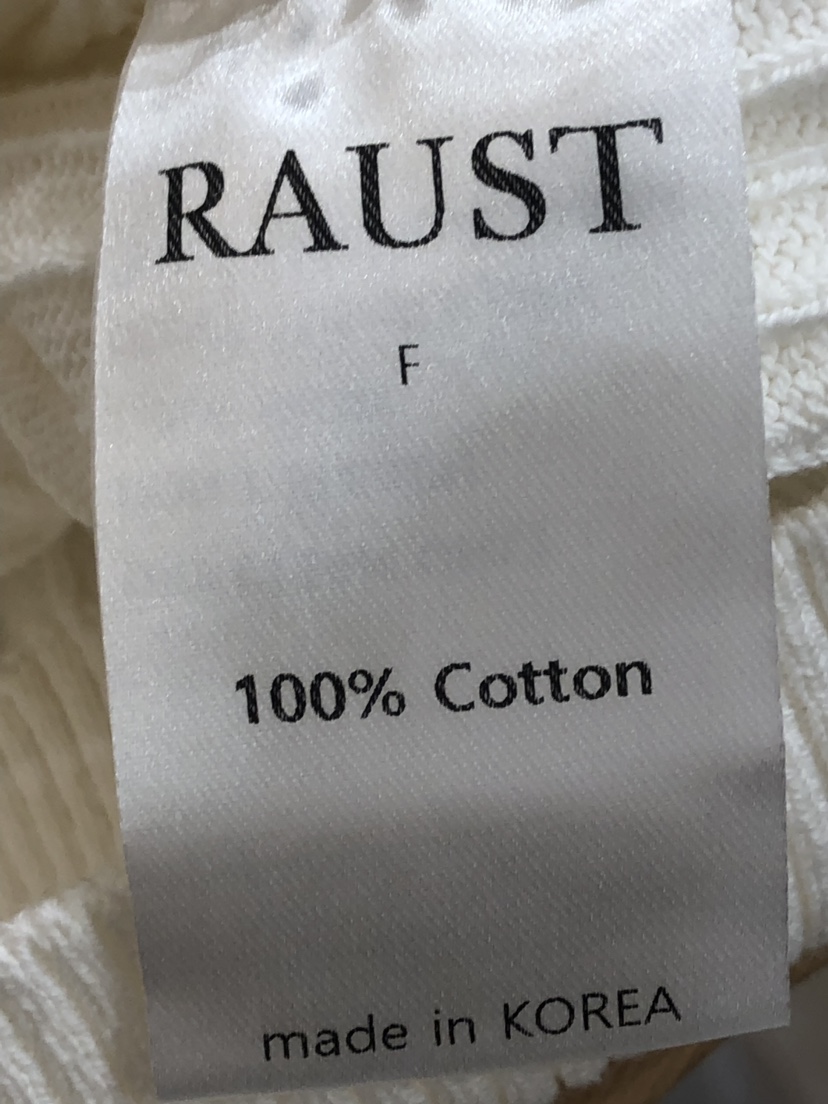 RAUST
F
100% Cotton
made in KOREA